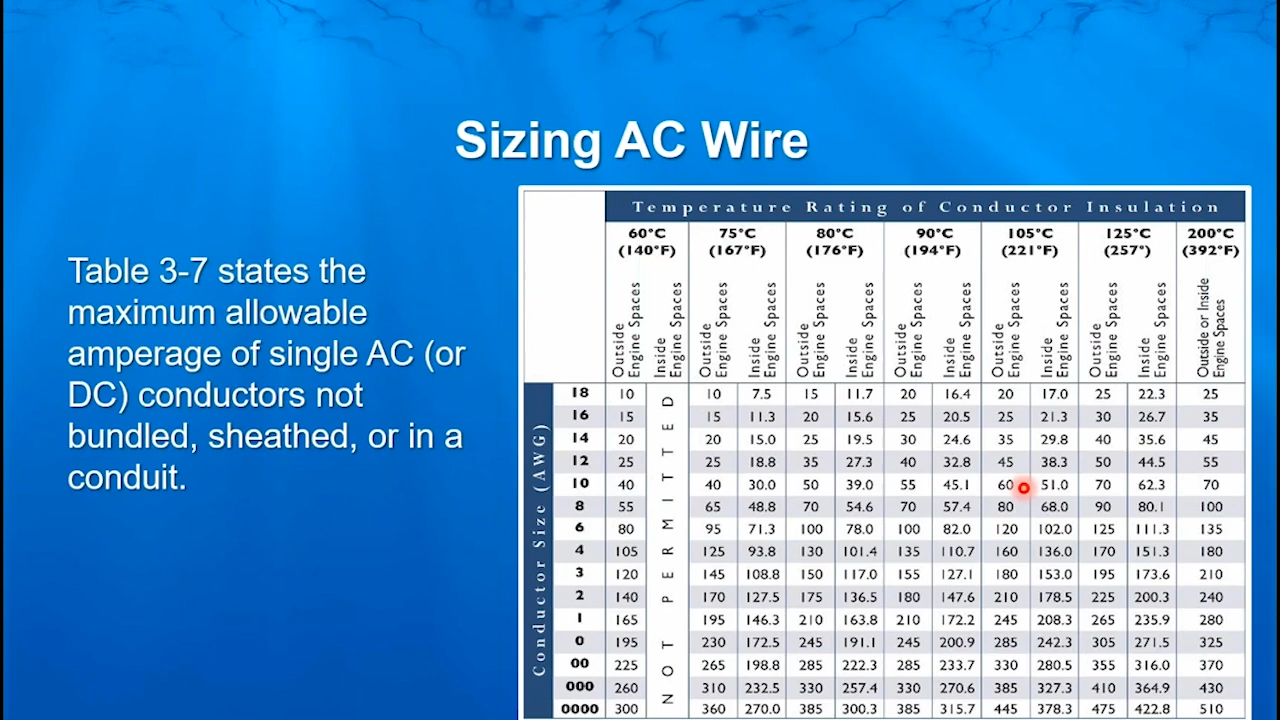 Sizing AC Wire
Table 3-7 states the
maximum allowable
amperage of single AC (or
DC) conductors not
bundled, sheathed, or in a
conduit.
Temperature Rating of Conductor Insulation
60°C 75°C 80°C 90°C 105°C 125°C 200°C
(140°F) (167°F) (176°F) (194°F) (221°F) (257°) (392°F)
Outside Engine Spaces Inside Engine Spaces Outside Engine Spaces Inside Engine Spaces Outside Engine Spaces Inside Engine Spaces Outside Engine Spaces Inside Engine Spaces Outside Engine Spaces Inside Engine Spaces Outside Engine Spaces Inside Engine Spaces Outside or Inside Engine Spaces
Conductor Size (AWG)
NOT PERMITTED
18 10 10 7.5 15 11.7 20 16.4 20 17.0 25 22.3 25
16 15 15 11.3 20 15.6 25 20.5 25 21.3 30 26.7 35
14 20 20 15.0 25 19.5 30 24.6 35 29.8 40 35.6 45
12 25 25 18.8 35 27.3 40 32.8 45 38.3 50 44.5 55
10 40 40 30.0 50 39.0 55 45.1 60 51.0 70 62.3 70
8 55 65 48.8 70 54.6 70 57.4 80 68.0 90 80.1 100
6 80 95 71.3 100 78.0 100 82.0 120 102.0 125 111.3 135
4 105 125 93.8 130 101.4 135 110.7 160 136.0 170 151.3 180
3 120 145 108.8 150 117.0 155 127.1 180 153.0 195 173.6 210
2 140 170 127.5 175 136.5 180 147.6 210 178.5 225 200.3 240
1 165 195 146.3 210 163.8 210 172.2 245 208.3 265 235.9 280
0 195 230 172.5 245 191.1 245 200.9 285 242.3 305 271.5 325
00 225 265 198.8 285 222.3 285 233.7 330 280.5 355 316.0 370
000 260 310 232.5 330 257.4 330 270.6 385 327.3 410 364.9 430
0000 300 360 270.0 385 300.3 385 315.7 445 378.3 475 422.8 510